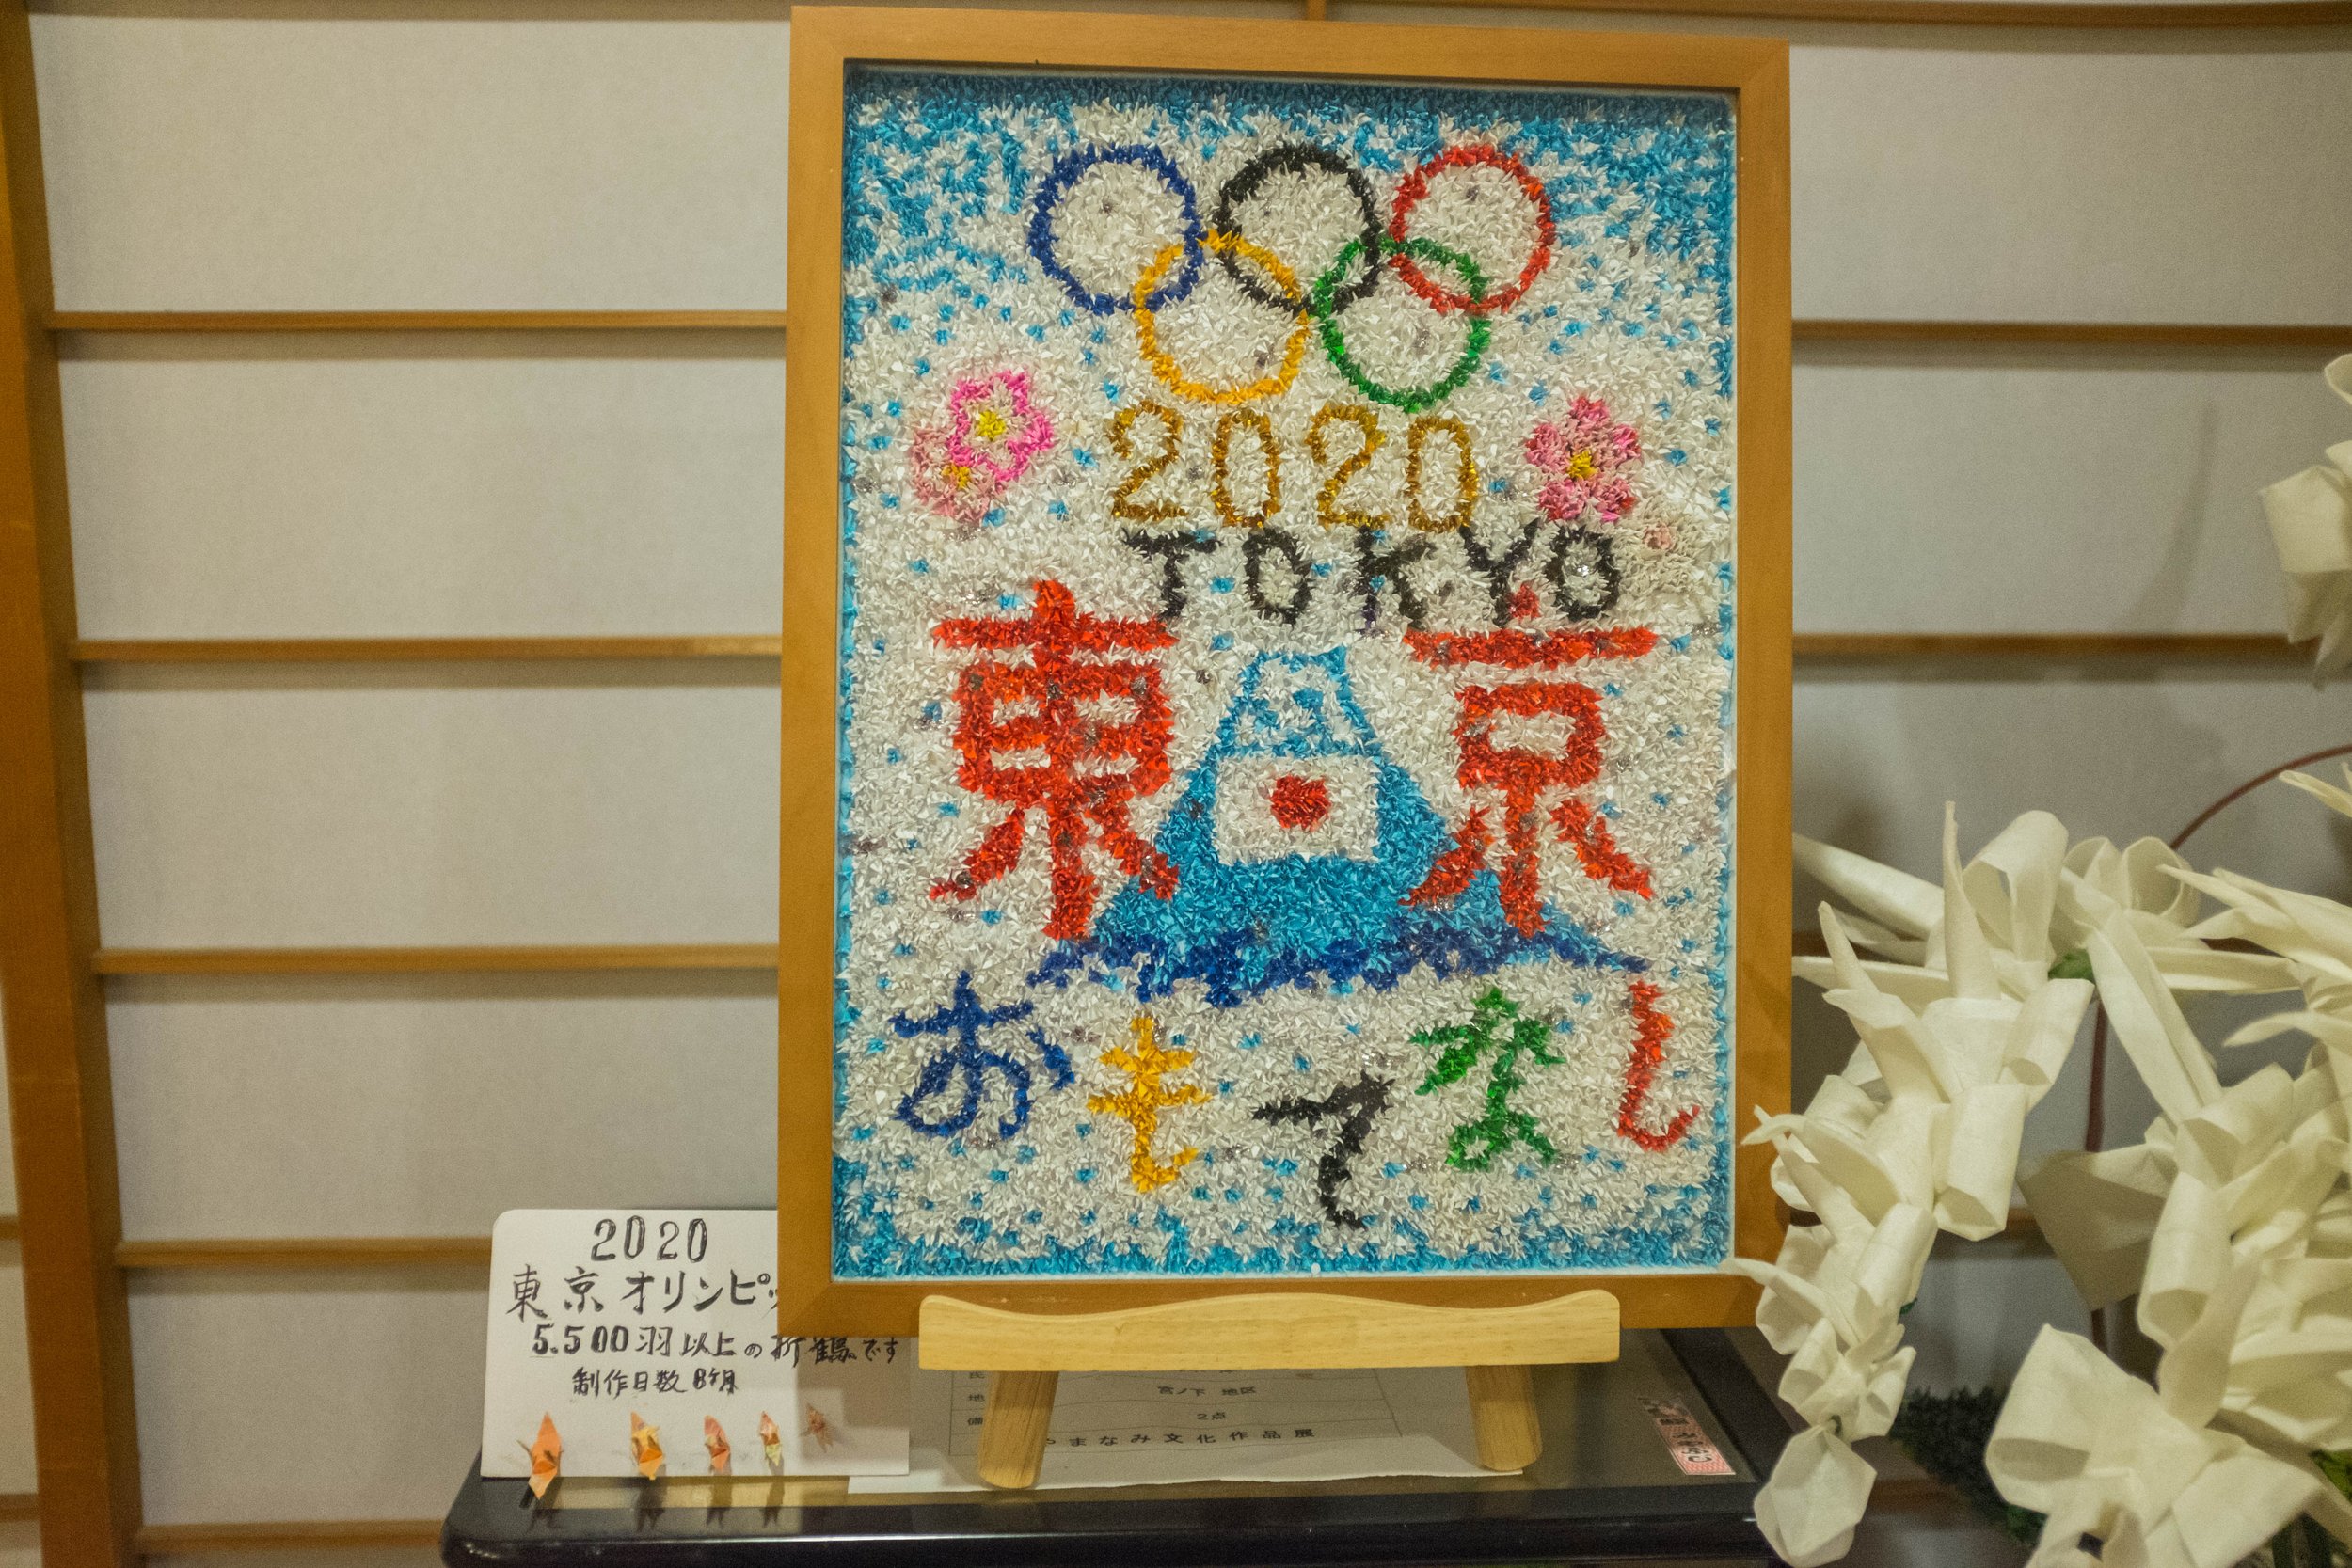 2020
TOKYO
東京
おもてなし
2020
東京オリンピッ
5.500羽以上の折鶴です
制作日数8ヶ月
宮ノ下 地区
2点
やまなみ文化作品展